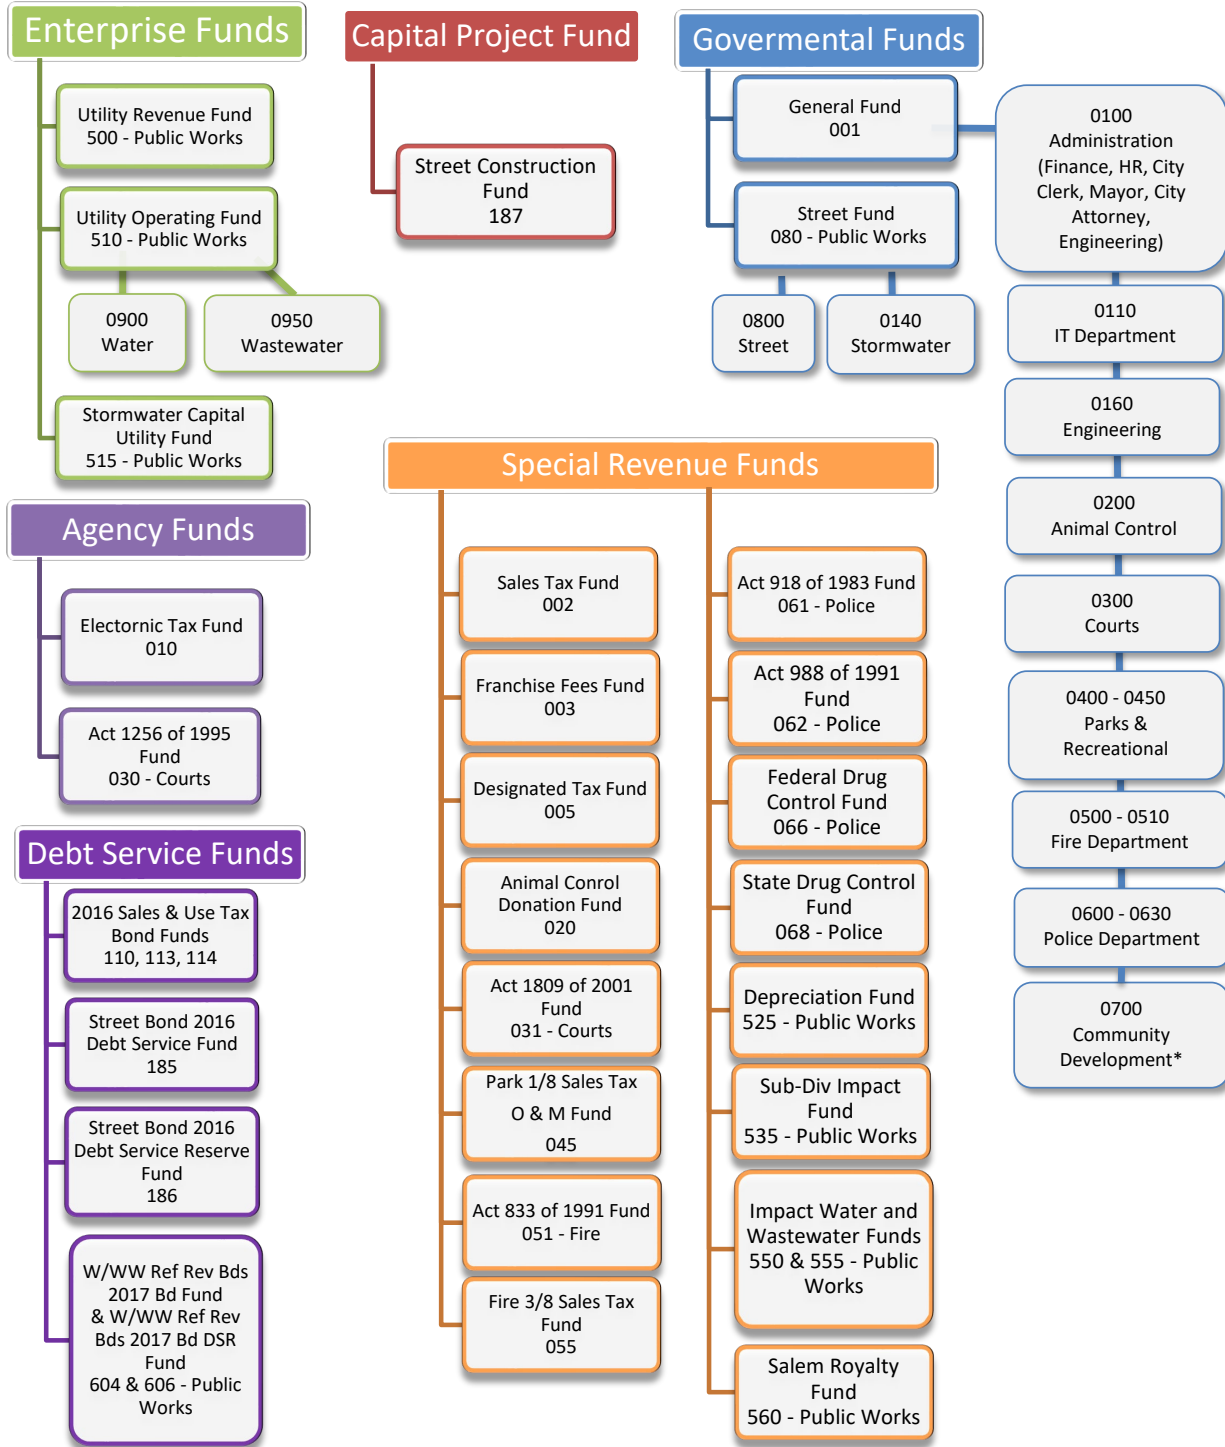 Enterprise Funds
Utility Revenue Fund
500 - Public Works
Utility Operating Fund
510 - Public Works
0900
Water
0950
Wastewater
Stormwater Capital
Utility Fund
515 - Public Works
Agency Funds
Electornic Tax Fund
010
Act 1256 of 1995
Fund
030 - Courts
Debt Service Funds
2016 Sales & Use Tax
Bond Funds
110, 113, 114
Street Bond 2016
Debt Service Fund
185
Street Bond 2016
Debt Service Reserve
Fund
186
W/WW Ref Rev Bds
2017 Bd Fund
& W/WW Ref Rev
Bds 2017 Bd DSR
Fund
604 & 606 - Public
Works
Capital Project Fund
Street Construction
Fund
187
Govermental Funds
General Fund
001
Street Fund
080 - Public Works
0800
Street
0140
Stormwater
0100
Administration
(Finance, HR, City
Clerk, Mayor, City
Attorney,
Engineering)
0110
IT Department
0160
Engineering
0200
Animal Control
0300
Courts
0400 - 0450
Parks &
Recreational
0500 - 0510
Fire Department
0600 - 0630
Police Department
0700
Community
Development*
Special Revenue Funds
Sales Tax Fund
002
Franchise Fees Fund
003
Designated Tax Fund
005
Animal Conrol
Donation Fund
020
Act 1809 of 2001
Fund
031 - Courts
Park 1/8 Sales Tax
O & M Fund
045
Act 833 of 1991 Fund
051 - Fire
Fire 3/8 Sales Tax
Fund
055
Act 918 of 1983 Fund
061 - Police
Act 988 of 1991
Fund
062 - Police
Federal Drug
Control Fund
066 - Police
State Drug Control
Fund
068 - Police
Depreciation Fund
525 - Public Works
Sub-Div Impact
Fund
535 - Public Works
Impact Water and
Wastewater Funds
550 & 555 - Public
Works
Salem Royalty
Fund
560 - Public Works